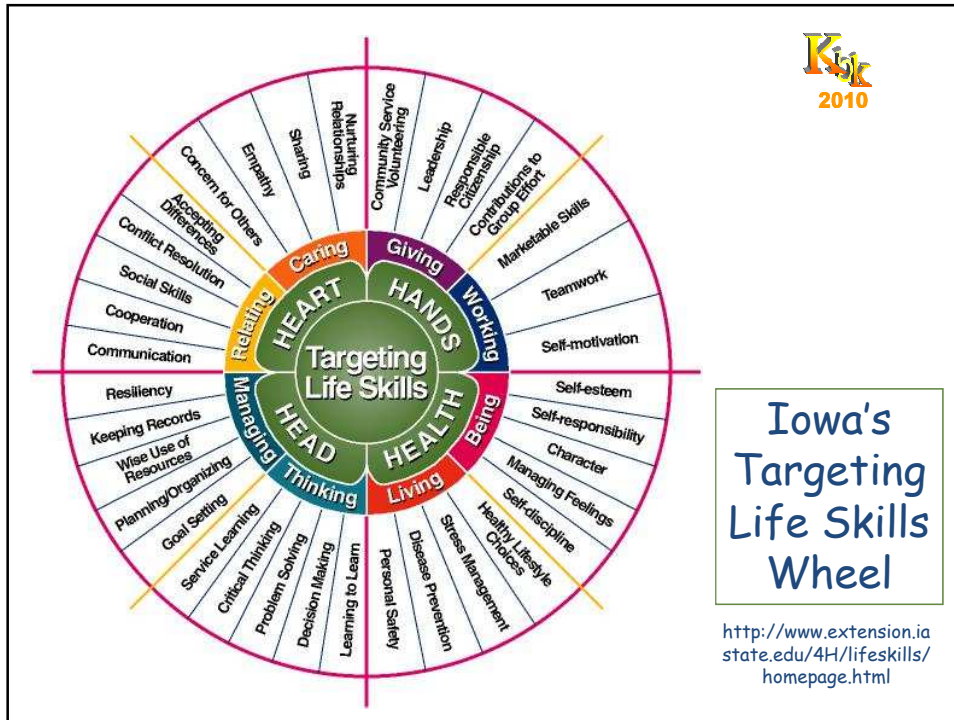 Kick
2010
Nurturing
Relationships
Sharing
Empathy
Concern for Others
Accepting
Differences
Conflict Resolution
Social Skills
Cooperation
Communication
Community Service
Volunteering
Leadership
Responsible
Citizenship
Contributions to
Group Effort
Marketable Skills
Teamwork
Self-motivation
Caring
Giving
Relating
Working
HEART
HANDS
Targeting
Life Skills
HEAD
HEALTH
Managing
Being
Thinking
Living
Resiliency
Keeping Records
Wise Use of
Resources
Planning/Organizing
Goal Setting
Service Learning
Critical Thinking
Problem Solving
Decision Making
Learning to Learn
Self-esteem
Self-responsibility
Character
Managing Feelings
Self-discipline
Healthy Lifestyle
Choices
Stress Management
Disease Prevention
Personal Safety
Iowa's
Targeting
Life Skills
Wheel
http://www.extension.ia
state.edu/4H/lifeskills/
homepage.html